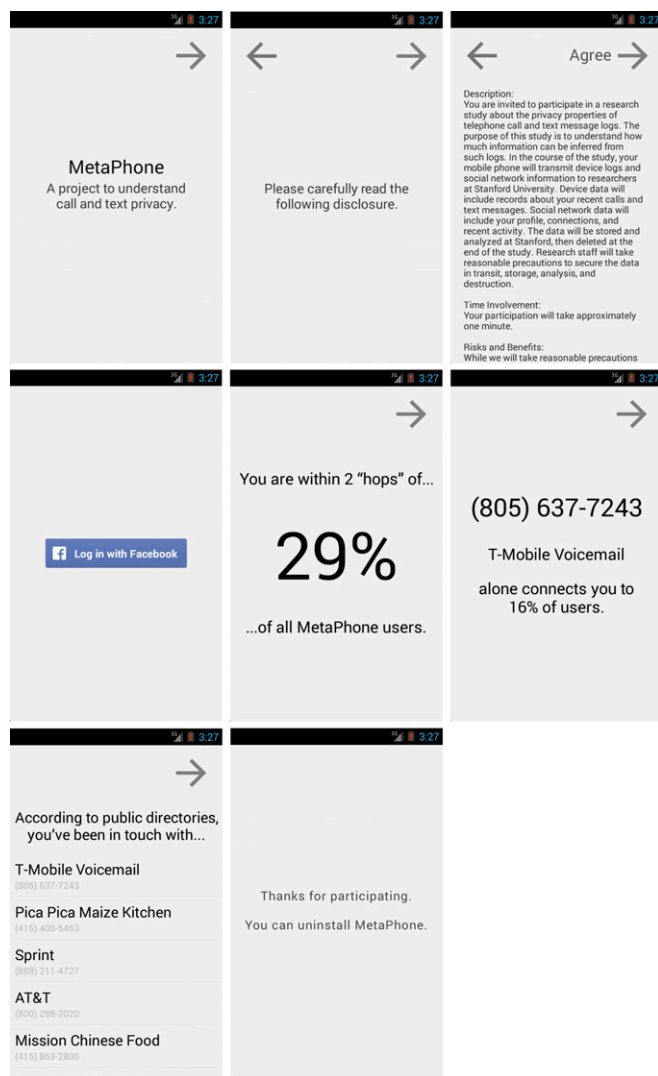 3G 3:27
MetaPhone
A project to understand
call and text privacy.
3G 3:27
Please carefully read the
following disclosure.
3G 3:27
Agree
Description:
You are invited to participate in a research
study about the privacy properties of
telephone call and text message logs. The
purpose of this study is to understand how
much information can be inferred from
such logs. In the course of the study, your
mobile phone will transmit device logs and
social network information to researchers
at Stanford University. Device data will
include records about your recent calls and
text messages. Social network data will
include your profile, connections, and
recent activity. The data will be stored and
analyzed at Stanford, then deleted at the
end of the study. Research staff will take
reasonable precautions to secure the data
in transit, storage, analysis, and
destruction.
Time Involvement:
Your participation will take approximately
one minute.
Risks and Benefits:
While we will take reasonable precautions
3G 3:27
f Log in with Facebook
3G 3:27
You are within 2 “hops” of...
29%
...of all MetaPhone users.
3G 3:27
(805) 637-7243
T-Mobile Voicemail
alone connects you to
16% of users.
3G 3:27
According to public directories,
you’ve been in touch with...
T-Mobile Voicemail
(805) 637-7243
Pica Pica Maize Kitchen
(415) 400-5453
Sprint
(888) 211-4727
AT&T
(800) 288-2020
Mission Chinese Food
(415) 863-2800
3G 3:27
Thanks for participating.
You can uninstall MetaPhone.